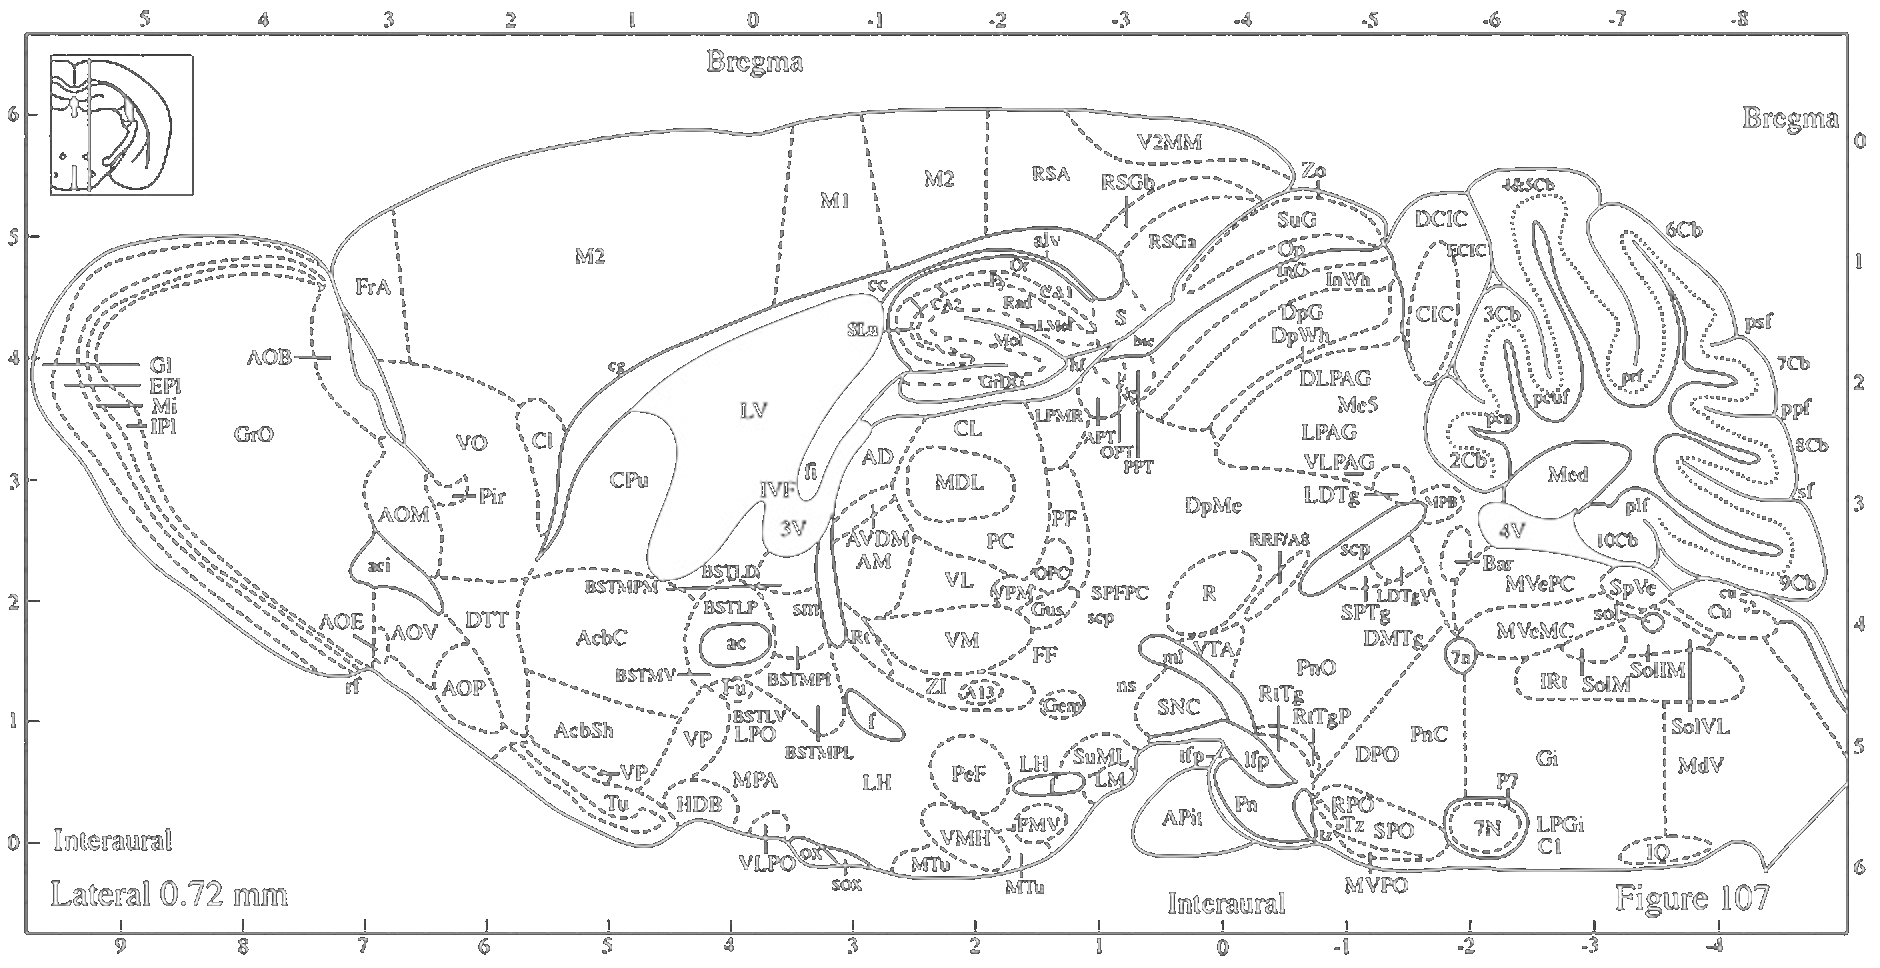 5 4 3 2 1 0 -1 -2 -3 -4 -5 -6 -7 -8
Bregma
Bregma
6
5
4
3
2
1
0
0
1
2
3
4
5
6
V2MM
Zo
4&5Cb
M1
M2
RSA
RSGb
SuG
DCIC
6Cb
M2
alv
RSGa
Op
ECIC
FrA
cc
Or
Py
InG
InWh
CA2
Rad
CA1
S
DpG
CIC
3Cb
psf
SLu
LMol
DpWh
AOB
cg
Mol
bsc
GrDG
hf
prf
7Cb
Gl
EPl
Mi
IPl
GrO
VO
Cl
LV
CL
LPMR
APT
OPT
PPT
DLPAG
Me5
LPAG
VLPAG
pcuf
pcn
ppf
8Cb
2Cb
CPu
fi
AD
MDL
Med
Pir
IVF
3V
LDTg
MPB
sf
AOM
PF
DpMe
plf
AVDM
AM
PC
RRF/A8
scp
4V
10Cb
aci
BSTLD
BSTMPM
VL
OPC
VPM
SPFPC
Bar
MVePC
SpVe
9Cb
BSTLP
sm
Gus
scp
R
SPTg
LDTgV
sol
Cu
cu
AOE
AOV
DTT
AcbC
ac
Rt
VM
DMTg
MVeMC
BSTMV
BSTMPI
FF
ml
VTA
PnO
7n
IRt
SolM
SolIM
rf
AOP
Fu
ZI
A13
ns
Gem
SNC
RtTg
RtTgP
SolVL
AcbSh
VP
BSTLV
LPO
BSTMPL
f
SuML
ifp
lfp
DPO
PnC
Gi
MdV
VP
MPA
LH
PeF
LH
f
LM
P7
Tu
HDB
VMH
PMV
APit
Pn
RPO
Tz
SPO
7N
LPGi
C1
IO
Interaural
VLPO
ox
sox
MTu
MTu
tz
MVPO
Lateral 0.72 mm
Interaural
Figure 107
9 8 7 6 5 4 3 2 1 0 -1 -2 -3 -4